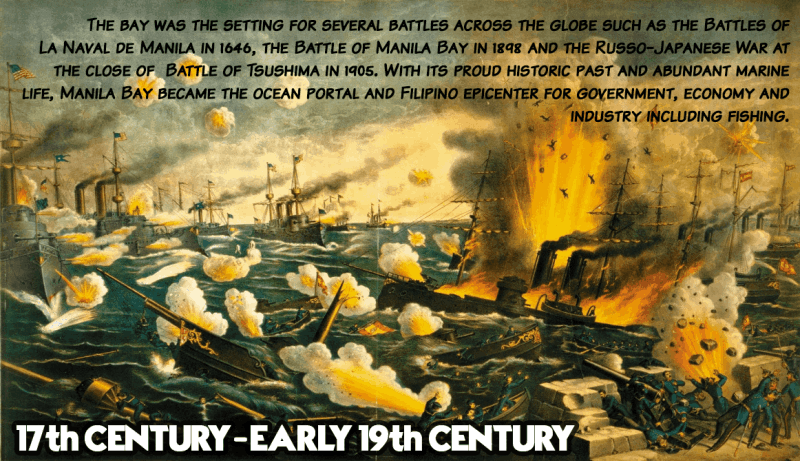 The bay was the setting for several battles across the globe such as the Battles of
La Naval de Manila in 1646, the Battle of Manila Bay in 1898 and the Russo-Japanese War at
the close of Battle of Tsushima in 1905. With its proud historic past and abundant marine
life, Manila Bay became the ocean portal and Filipino epicenter for government, economy and
industry including fishing.
17th CENTURY - EARLY 19th CENTURY